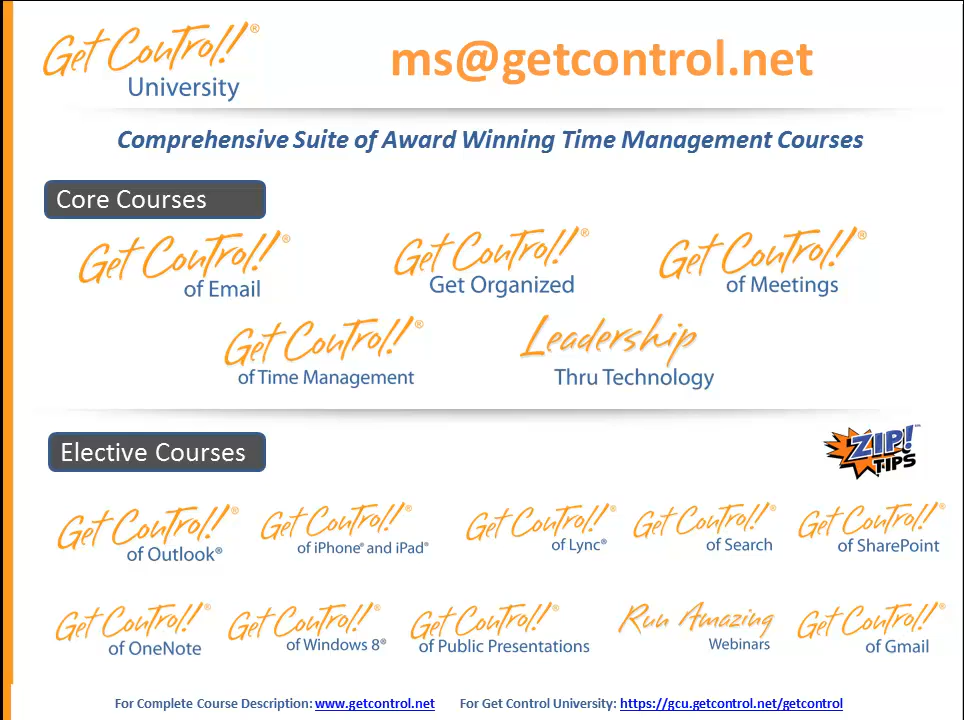 Get Control!®
University
ms@getcontrol.net
Comprehensive Suite of Award Winning Time Management Courses
Core Courses
Get Control!®
of Email
Get Control!®
Get Organized
Get Control!®
of Meetings
Get Control!®
of Time Management
Leadership
Thru Technology
Elective Courses
ZIP!™
TIPS
Get Control!®
of Outlook®
Get Control!®
of iPhone® and iPad®
Get Control!®
of Lync®
Get Control!®
of Search
Get Control!®
of SharePoint
Get Control!®
of OneNote
Get Control!®
of Windows 8®
Get Control!®
of Public Presentations
Run Amazing
Webinars
Get Control!®
of Gmail
For Complete Course Description: www.getcontrol.net For Get Control University: https://gcu.getcontrol.net/getcontrol